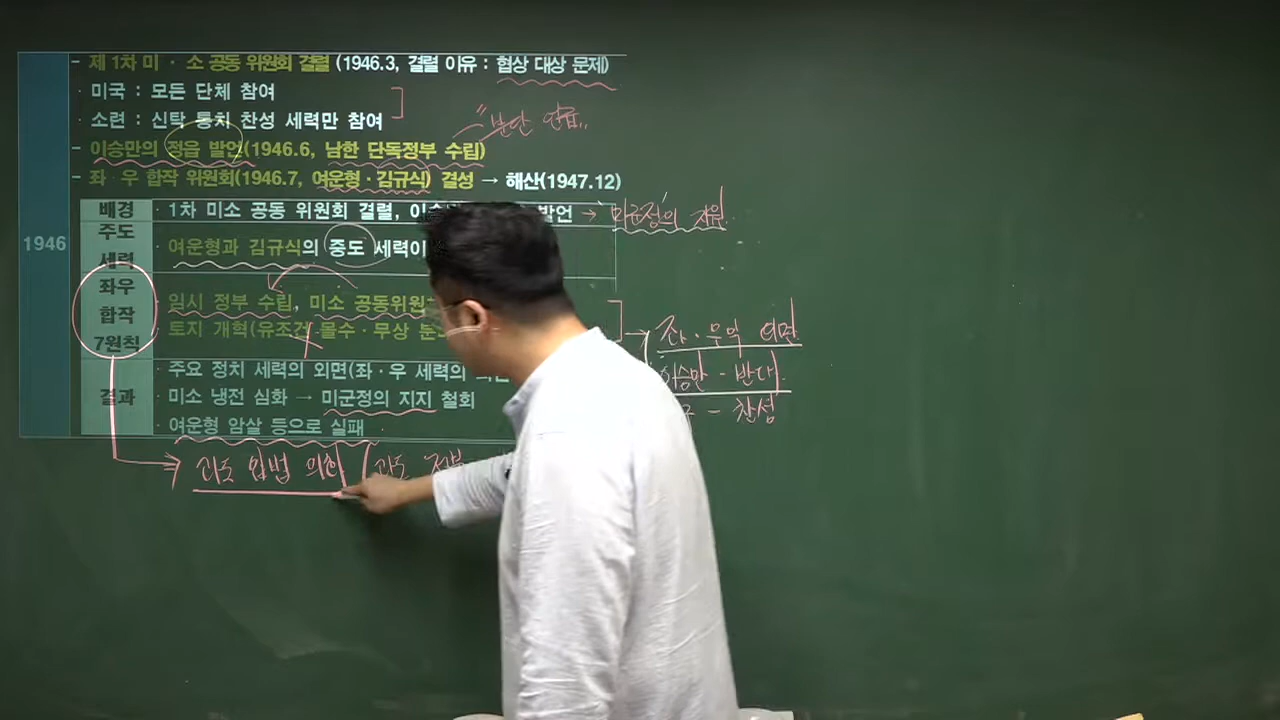 - 제 1차 미 · 소 공동 위원회 결렬 (1946.3, 결렬 이유 : 협상 대상 문제)
· 미국 : 모든 단체 참여
· 소련 : 신탁 통치 찬성 세력만 참여
"분단
- 이승만의 정읍 발언(1946.6, 남한 단독정부 수립)
- 좌·우 합작 위원회(1946.7, 여운형·김규식) 결성 → 해산(1947.12)
1946
배경
· 1차 미소 공동 위원회 결렬, 발언 → 미군정의 지원
주도
세력
· 여운형과 김규식의 중도 세력이
좌우
합작
7원칙
· 임시 정부 수립, 미소 공동위원
· 토지 개혁(유조건 몰수·무상
좌·우익 외면
이승만 - 반대
- 찬성
결과
· 주요 정치 세력의 외면(좌·우 세력의
· 미소 냉전 심화 → 미군정의 지지 철회
· 여운형 암살 등으로 실패
과도 입법 의원 (과도 정부